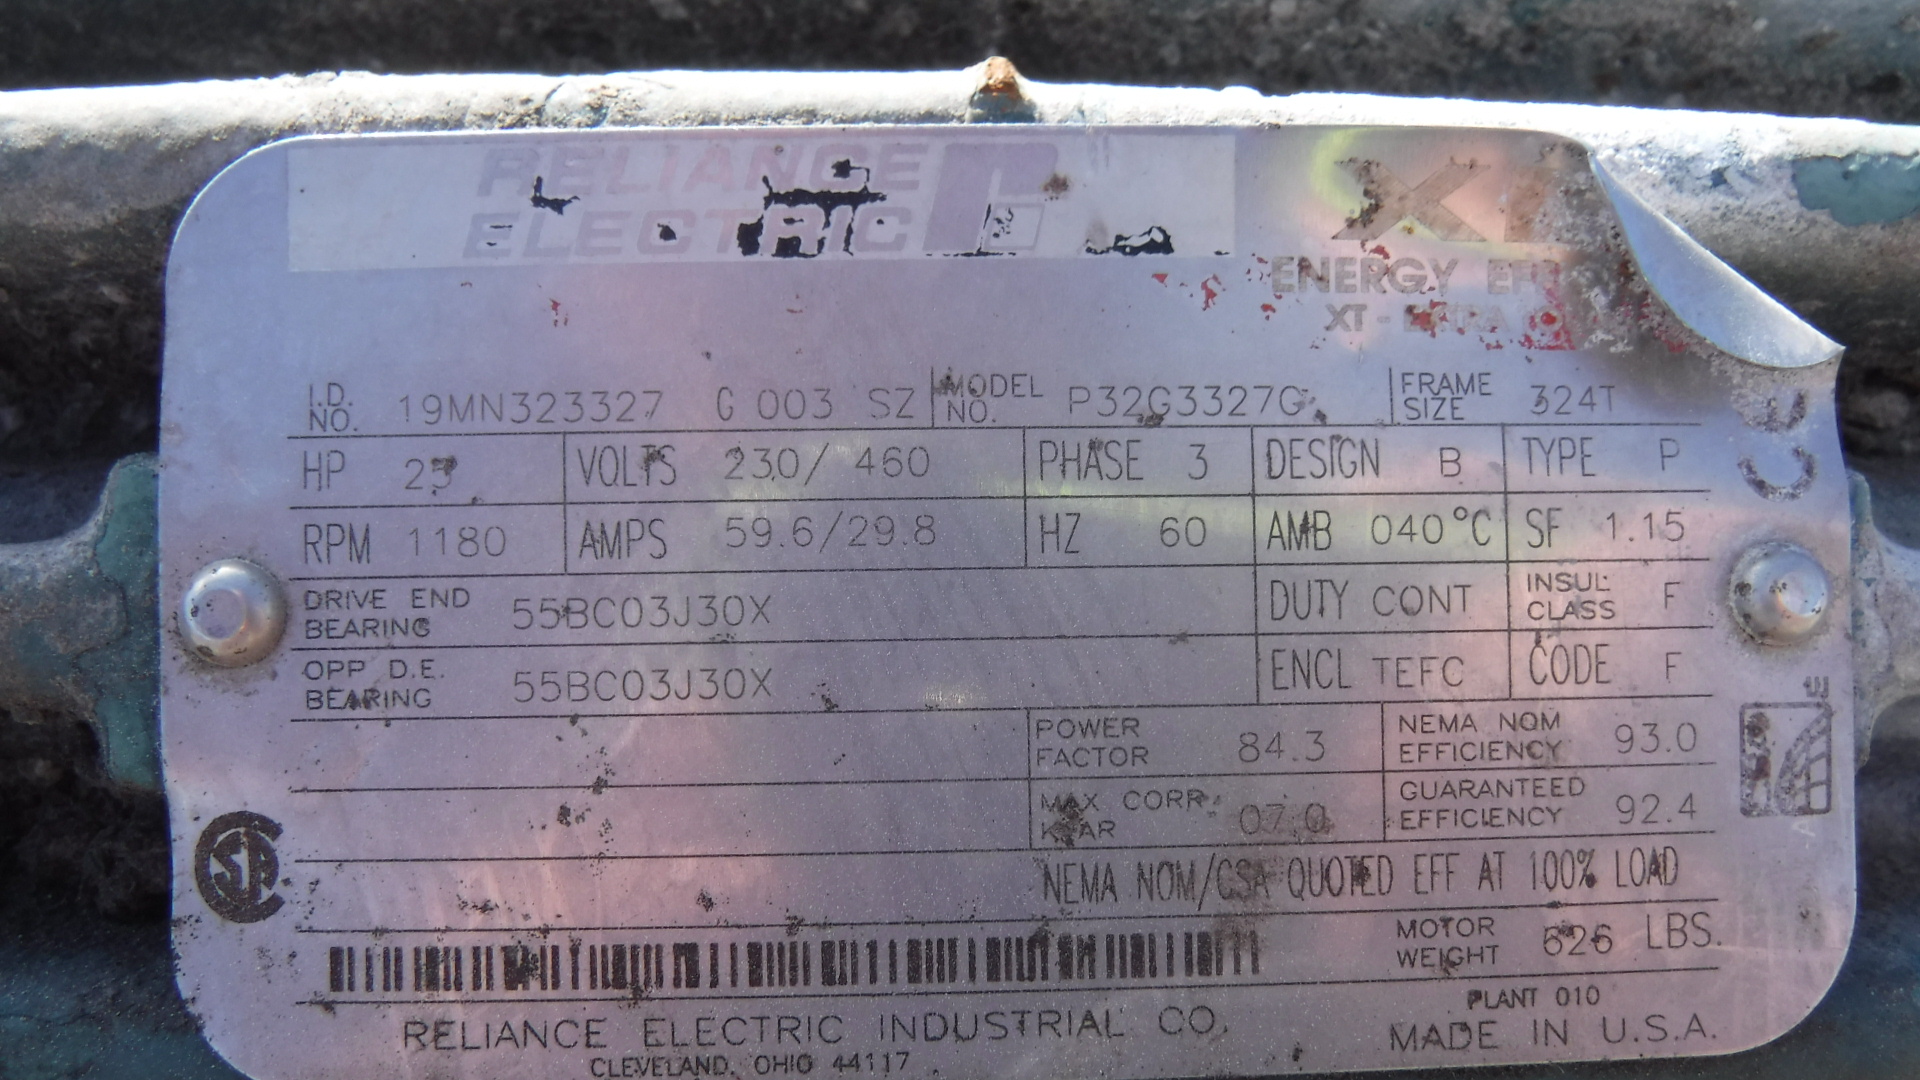 RELIANCE
ELECTRIC
XT
ENERGY
XT -
I.D. NO. 19MN323327 G 003 SZ MODEL NO. P32G3327G FRAME SIZE 324T
HP 25 VOLTS 230/ 460 PHASE 3 DESIGN B TYPE P
RPM 1180 AMPS 59.6/29.8 HZ 60 AMB 040°C SF 1.15
DRIVE END BEARING 55BC03J30X DUTY CONT INSUL CLASS F
OPP D.E. BEARING 55BC03J30X ENCL TEFC CODE F
POWER FACTOR 84.3 NEMA NOM EFFICIENCY 93.0
MAX CORR. KVAR 07.0 GUARANTEED EFFICIENCY 92.4
NEMA NOM/CSA QUOTED EFF AT 100% LOAD
MOTOR WEIGHT 626 LBS.
PLANT 010
RELIANCE ELECTRIC INDUSTRIAL CO. MADE IN U.S.A.
CLEVELAND, OHIO 44117
CE